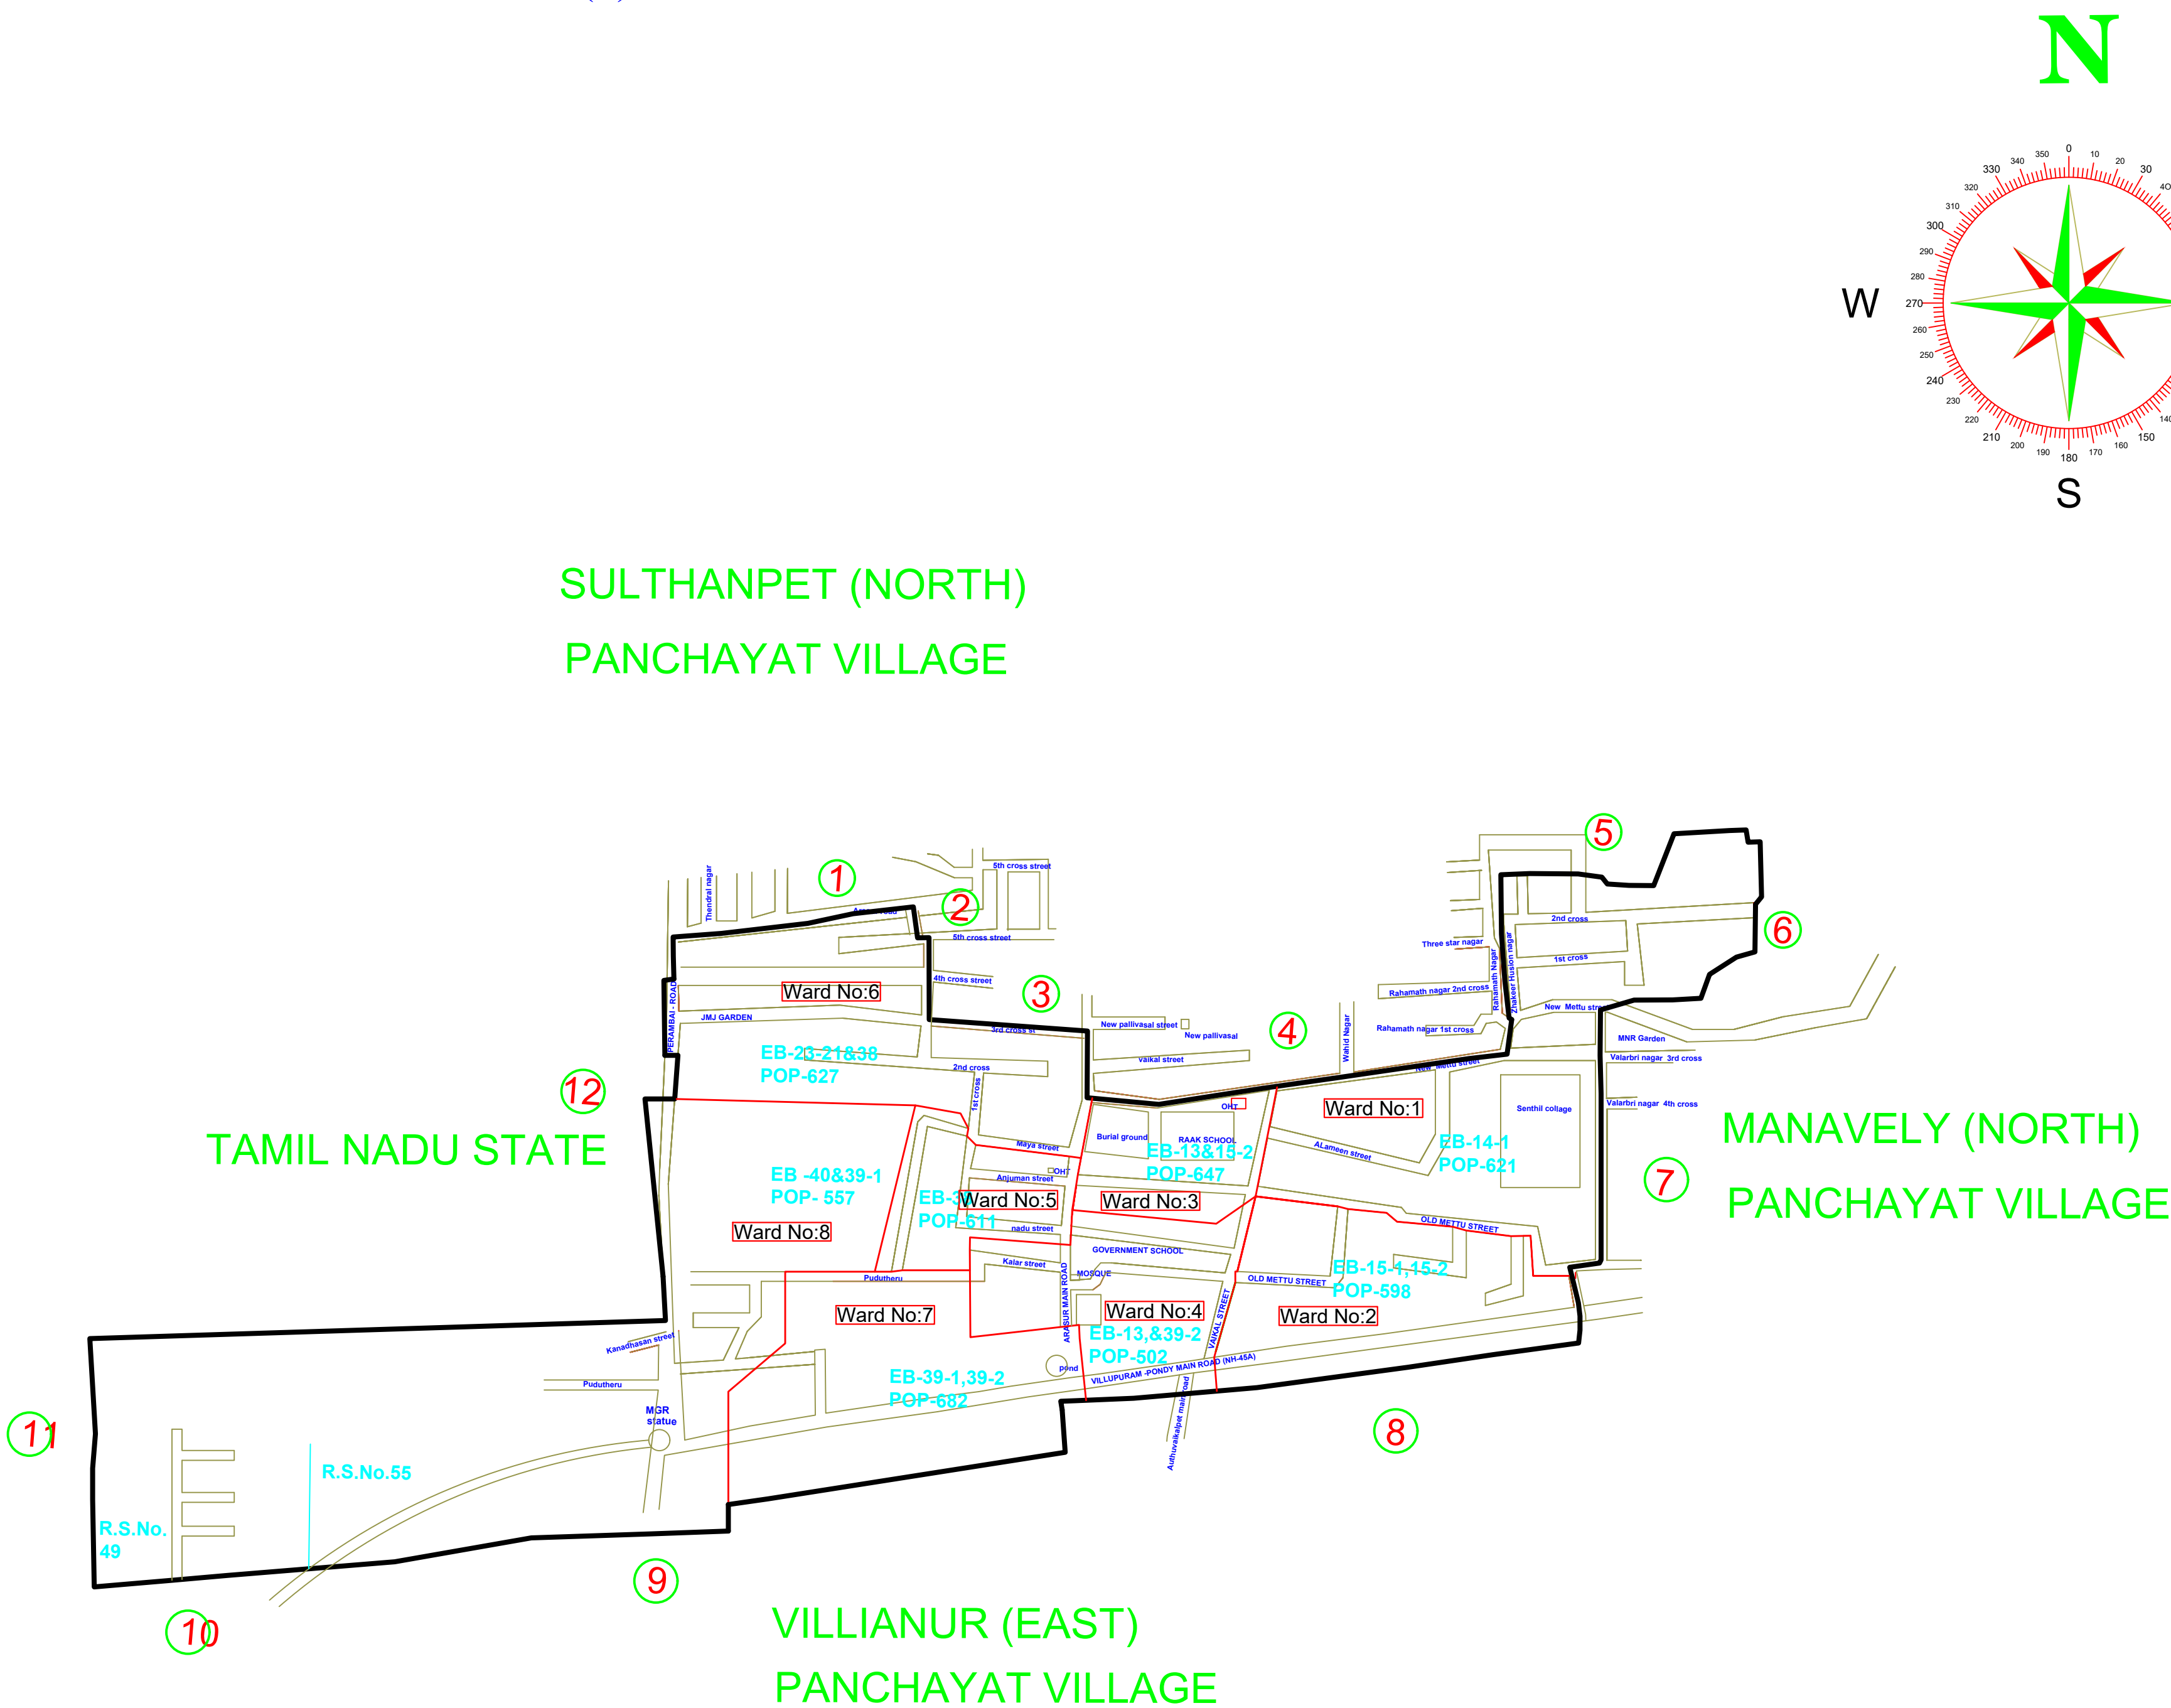 N
0
10
20
30
350
340
330
320
310
300
290
280
270
260
250
240
230
220
210
200
190
180
170
160
150
W
S
SULTHANPET (NORTH)
PANCHAYAT VILLAGE
1
2
3
4
5
6
7
8
9
10
11
12
TAMIL NADU STATE
MANAVELY (NORTH)
PANCHAYAT VILLAGE
VILLIANUR (EAST)
PANCHAYAT VILLAGE
Thendral nagar
5th cross street
5th cross street
4th cross street
3rd cross st
PERAMBAI - ROAD
Ward No:6
JMJ GARDEN
EB-23-21&38
POP-627
2nd cross
1st cross
New pallivasal street
New pallivasal
vaikal street
Wahid Nagar
Three star nagar
Rahamath Nagar
Zhakeer Husion nagar
Rahamath nagar 2nd cross
Rahamath nagar 1st cross
2nd cross
1st cross
New Mettu street
New Mettu street
MNR Garden
Valarbri nagar 3rd cross
Valarbri nagar 4th cross
Senthil collage
Ward No:1
EB-14-1
POP-621
ALameen street
OHT
Burial ground
RAAK SCHOOL
EB-13&15-2
POP-647
Ward No:3
Maya street
OHT
Anjuman street
Ward No:5
POP-611
nadu street
EB -40&39-1
POP- 557
Ward No:8
Kalar street
GOVERNMENT SCHOOL
MOSQUE
ARASUR MAIN ROAD
Ward No:4
EB-13,&39-2
POP-502
VAIKAL STREET
OLD METTU STREET
OLD METTU STREET
EB-15-1,15-2
POP-598
Ward No:2
Pudutheru
Ward No:7
EB-39-1,39-2
POP-682
pond
VILLUPURAM -PONDY MAIN ROAD (NH-45A)
Authuvaikalpet main road
Kanadhasan street
Pudutheru
MGR
statue
R.S.No.55
R.S.No.
49